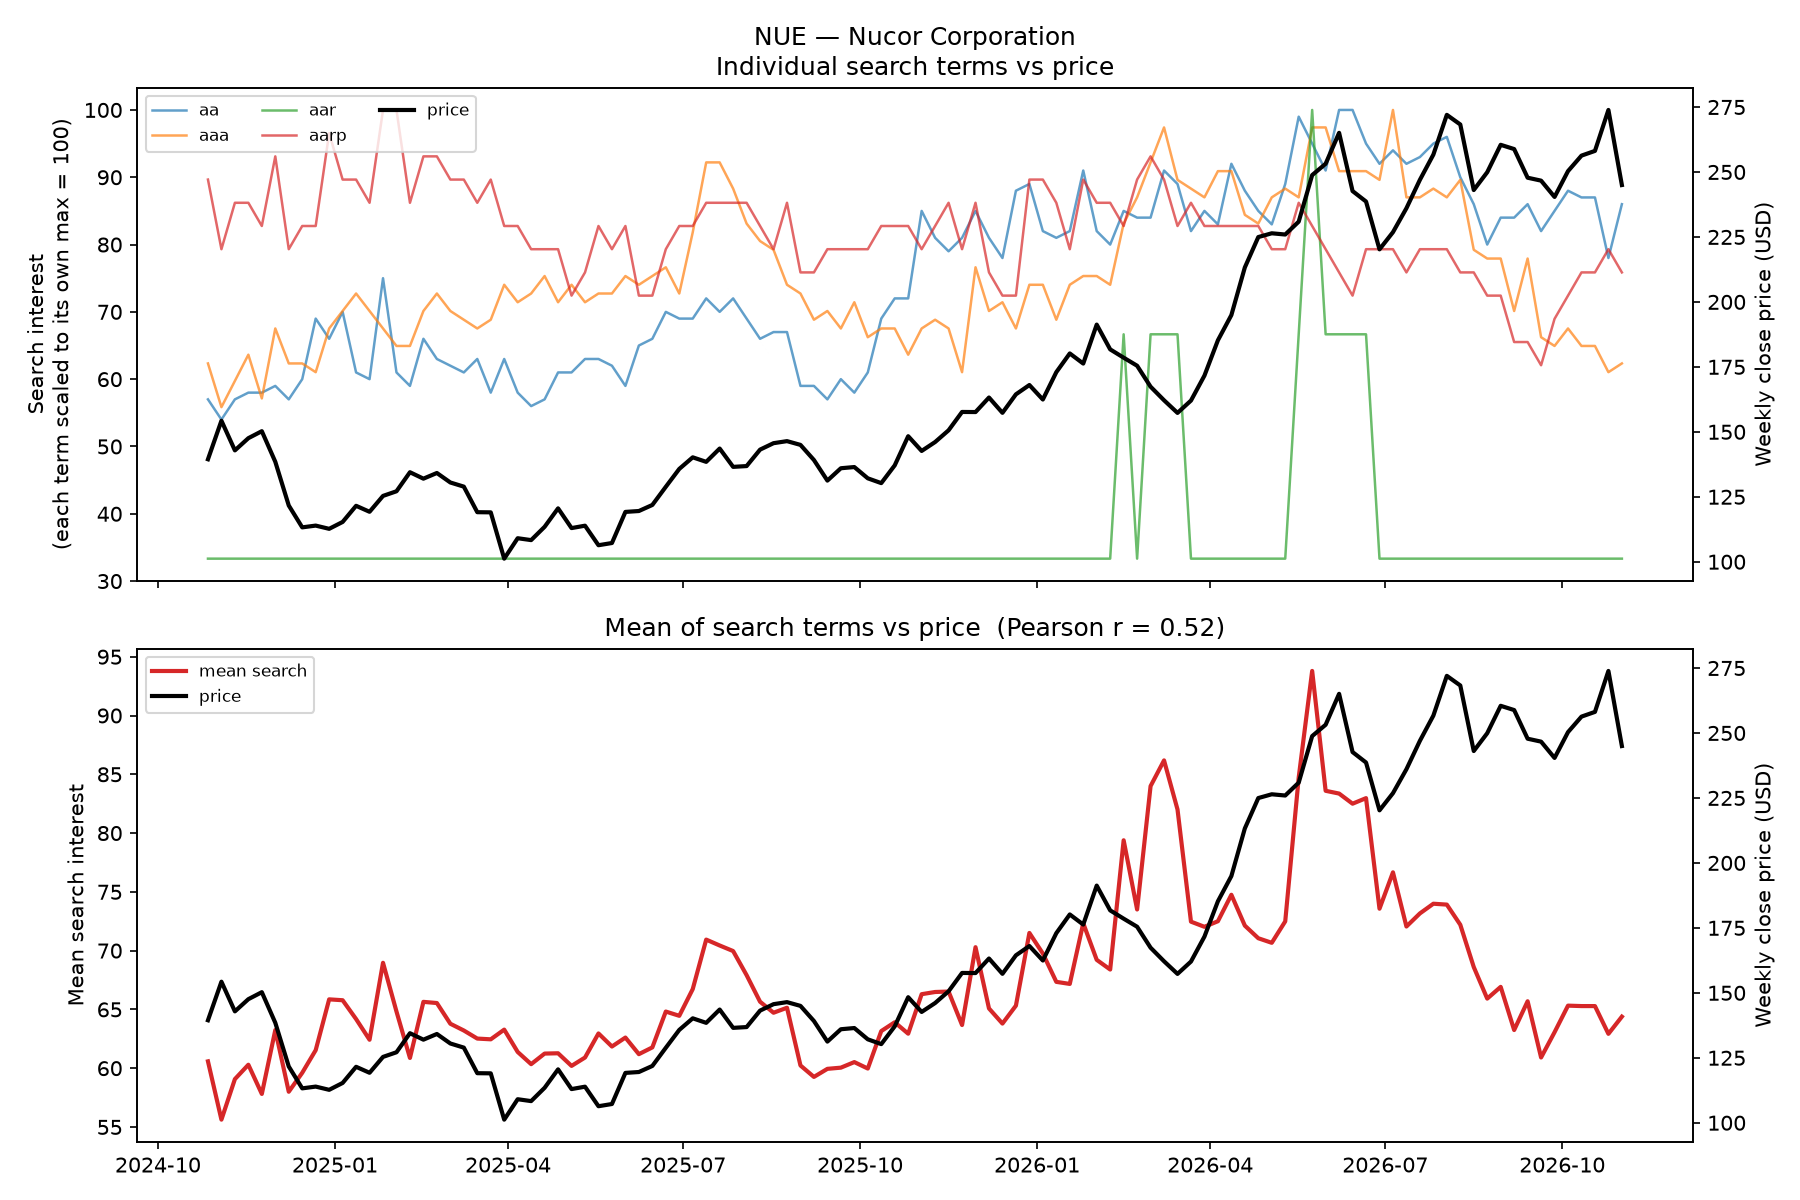 NUE — Nucor Corporation
Individual search terms vs price
aa
aaa
aar
aarp
price
Search interest
(each term scaled to its own max = 100)
100
90
80
70
60
50
40
30
Weekly close price (USD)
275
250
225
200
175
150
125
100
Mean of search terms vs price (Pearson r = 0.52)
mean search
price
Mean search interest
95
90
85
80
75
70
65
60
55
Weekly close price (USD)
275
250
225
200
175
150
125
100
2024-10
2025-01
2025-04
2025-07
2025-10
2026-01
2026-04
2026-07
2026-10